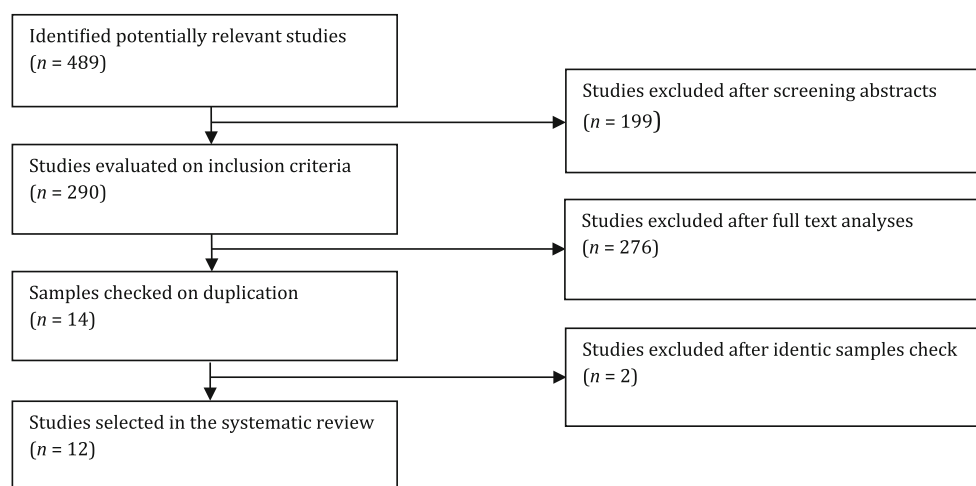 Identified potentially relevant studies
(n = 489)
Studies excluded after screening abstracts
(n = 199)
Studies evaluated on inclusion criteria
(n = 290)
Studies excluded after full text analyses
(n = 276)
Samples checked on duplication
(n = 14)
Studies excluded after identic samples check
(n = 2)
Studies selected in the systematic review
(n = 12)